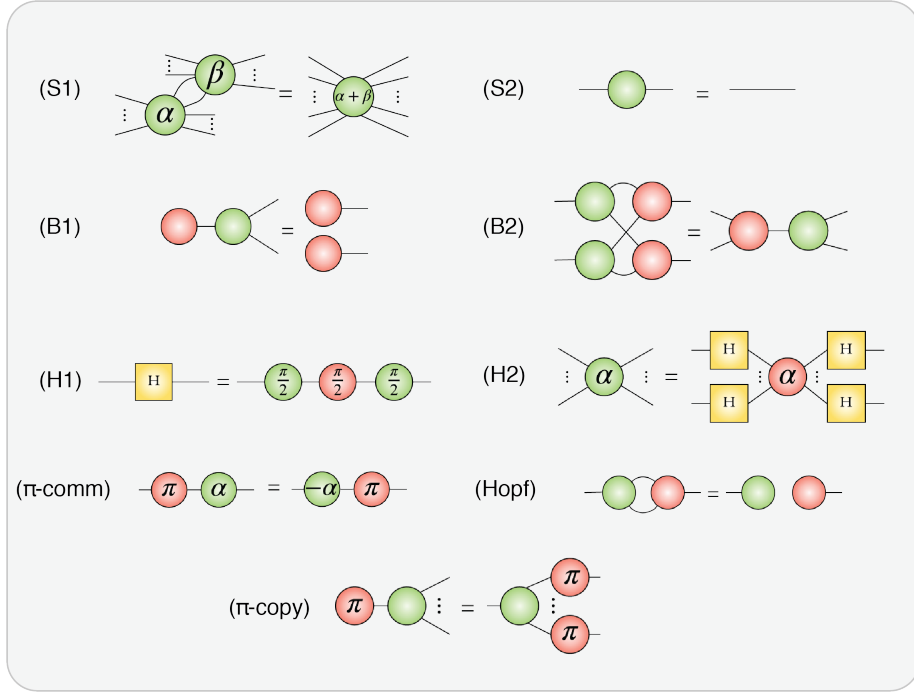 (S1) α β = α + β
(S2) =
(B1) =
(B2) =
(H1) H = π/2 π/2 π/2
(H2) α = H H α H H
(π-comm) π α = −α π
(Hopf) =
(π-copy) π = π π